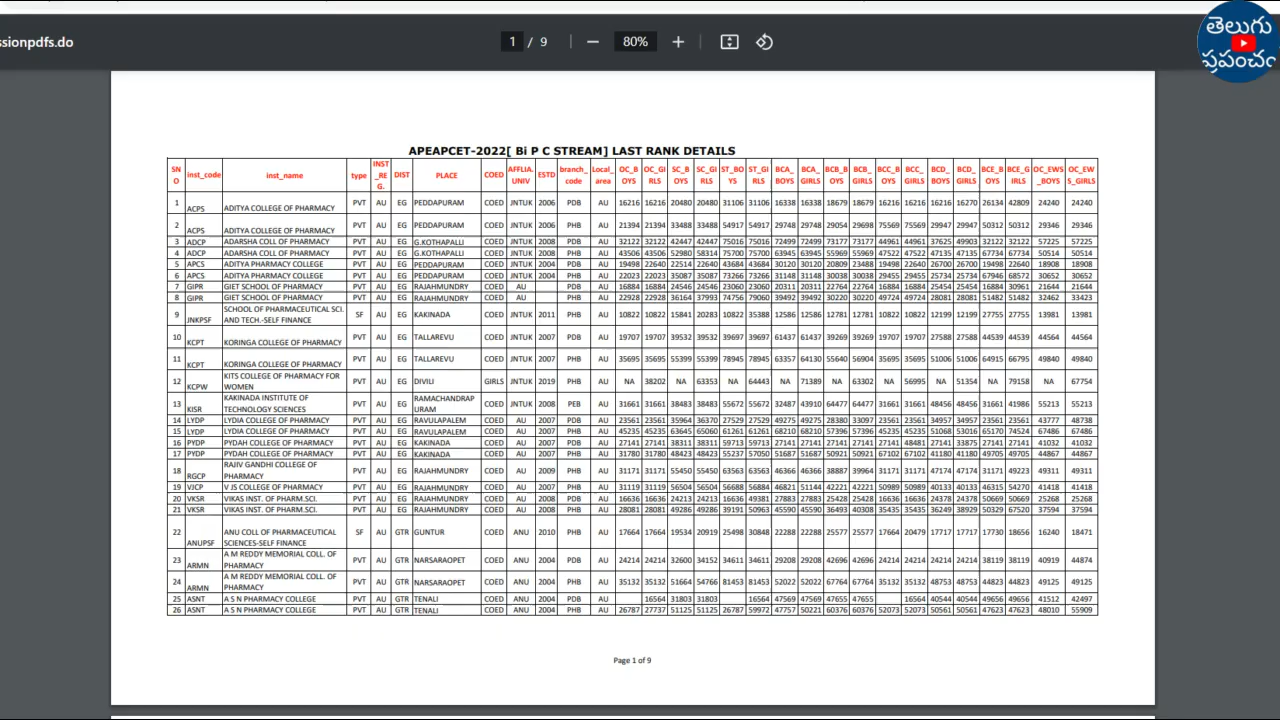 ssionpdfs.do
1 / 9
80%
తెలుగు
ప్రపంచం
APEAPCET-2022[ Bi P C STREAM] LAST RANK DETAILS
SNO inst_code inst_name type INST_REG. DIST PLACE COED AFFLIA.UNIV ESTD branch_code Local_area OC_BOYS OC_GIRLS SC_BOYS SC_GIRLS ST_BOYS ST_GIRLS BCA_BOYS BCA_GIRLS BCB_BOYS BCB_GIRLS BCC_BOYS BCC_GIRLS BCD_BOYS BCD_GIRLS BCE_BOYS BCE_GIRLS OC_EWS_BOYS OC_EWS_GIRLS
1 ACPS ADITYA COLLEGE OF PHARMACY PVT AU EG PEDDAPURAM COED JNTUK 2006 PDB AU 16216 16216 20480 20480 31106 31106 16338 16338 18679 18679 16216 16216 16216 16270 26134 42809 24240 24240
2 ACPS ADITYA COLLEGE OF PHARMACY PVT AU EG PEDDAPURAM COED JNTUK 2006 PHB AU 21394 21394 33488 33488 54917 54917 29748 29748 29054 29698 75569 75569 29947 29947 50312 50312 29346 29346
3 ADCP ADARSHA COLL OF PHARMACY PVT AU EG G.KOTHAPALLI COED JNTUK 2008 PDB AU 32122 32122 42447 42447 75016 75016 72499 72499 73177 73177 44961 44961 37625 49903 32122 32122 57225 57225
4 ADCP ADARSHA COLL OF PHARMACY PVT AU EG G.KOTHAPALLI COED JNTUK 2008 PHB AU 43506 43506 52980 58314 75700 75700 63945 63945 55969 55969 47522 47522 47135 47135 67734 67734 50514 50514
5 APCS ADITYA PHARMACY COLLEGE PVT AU EG PEDDAPURAM COED JNTUK 2004 PDB AU 19498 22640 22514 22640 43684 43684 30120 30120 20809 23488 19498 22640 26700 26700 19498 22640 18908 18908
6 APCS ADITYA PHARMACY COLLEGE PVT AU EG PEDDAPURAM COED JNTUK 2004 PHB AU 22023 22023 35087 35087 73266 73266 31148 31148 30038 30038 29455 29455 25734 25734 67946 68572 30652 30652
7 GIPR GIET SCHOOL OF PHARMACY PVT AU EG RAJAHMUNDRY COED AU PDB AU 16884 16884 24546 24546 23060 23060 20311 20311 22764 22764 16884 16884 25454 25454 16884 30961 21644 21644
8 GIPR GIET SCHOOL OF PHARMACY PVT AU EG RAJAHMUNDRY COED AU PHB AU 22928 22928 36164 37993 74756 79060 39492 39492 30220 30220 49724 49724 28081 28081 51482 51482 32462 33423
9 JNKPSF SCHOOL OF PHARMACEUTICAL SCI. AND TECH.-SELF FINANCE SF AU EG KAKINADA COED JNTUK 2011 PHB AU 10822 10822 15841 20283 10822 35388 12586 12586 12781 12781 10822 10822 12199 12199 27755 27755 13981 13981
10 KCPT KORINGA COLLEGE OF PHARMACY PVT AU EG TALLAREVU COED JNTUK 2007 PDB AU 19707 19707 39532 39532 39697 39697 61437 61437 39269 39269 19707 19707 27588 27588 44539 44539 44564 44564
11 KCPT KORINGA COLLEGE OF PHARMACY PVT AU EG TALLAREVU COED JNTUK 2007 PHB AU 35695 35695 55399 55399 78945 78945 63357 64130 55640 56904 35695 35695 51006 51006 64915 66795 49840 49840
12 KCPW KITS COLLEGE OF PHARMACY FOR WOMEN PVT AU EG DIVILI GIRLS JNTUK 2019 PHB AU NA 38202 NA 63353 NA 64443 NA 71389 NA 63302 NA 56995 NA 51354 NA 79158 NA 67754
13 KISR KAKINADA INSTITUTE OF TECHNOLOGY SCIENCES PVT AU EG RAMACHANDRAPURAM COED JNTUK 2008 PEB AU 31661 31661 38483 38483 55672 55672 32487 43910 64477 64477 31661 31661 48456 48456 31661 41986 55213 55213
14 LYDP LYDIA COLLEGE OF PHARMACY PVT AU EG RAVULAPALEM COED AU 2007 PDB AU 23561 23561 35964 36370 27529 27529 49275 49275 28380 33097 23561 23561 34957 34957 23561 23561 43777 48738
15 LYDP LYDIA COLLEGE OF PHARMACY PVT AU EG RAVULAPALEM COED AU 2007 PHB AU 45235 45235 63645 65060 61261 61261 68210 68210 57396 57396 45235 45235 51068 53016 65170 74524 67486 67486
16 PYDP PYDAH COLLEGE OF PHARMACY PVT AU EG KAKINADA COED AU 2007 PDB AU 27141 27141 38311 38311 59713 59713 27141 27141 27141 27141 27141 48481 27141 33875 27141 27141 41032 41032
17 PYDP PYDAH COLLEGE OF PHARMACY PVT AU EG KAKINADA COED AU 2007 PHB AU 31780 31780 48423 48423 55237 57050 51687 51687 50921 50921 67102 67102 41180 41180 49705 49705 44867 44867
18 RGCP RAJIV GANDHI COLLEGE OF PHARMACY PVT AU EG RAJAHMUNDRY COED AU 2009 PHB AU 31171 31171 55450 55450 63563 63563 46366 46366 38887 39964 31171 31171 47174 47174 31171 49223 49311 49311
19 VJCP V JS COLLEGE OF PHARMACY PVT AU EG RAJAHMUNDRY COED AU 2007 PHB AU 31119 31119 56504 56504 56688 56884 46821 51144 42221 42221 50989 50989 40133 40133 46315 54270 41418 41418
20 VKSR VIKAS INST. OF PHARM.SCI. PVT AU EG RAJAHMUNDRY COED AU 2008 PDB AU 16636 16636 24213 24213 16636 49381 27883 27883 25428 25428 16636 16636 24378 24378 50669 50669 25268 25268
21 VKSR VIKAS INST. OF PHARM.SCI. PVT AU EG RAJAHMUNDRY COED AU 2008 PHB AU 28081 28081 49286 49286 39191 50963 45590 45590 36493 40308 35435 35435 36249 38929 50320 67520 37594 37594
22 ANUPSF ANU COLL OF PHARMACEUTICAL SCIENCES-SELF FINANCE SF AU GTR GUNTUR COED ANU 2010 PHB AU 17664 17664 19534 20919 25498 30848 22288 22288 25577 25577 17664 20479 17717 17717 17730 18656 16240 18471
23 ARMN A M REDDY MEMORIAL COLL. OF PHARMACY PVT AU GTR NARSARAOPET COED ANU 2004 PDB AU 24214 24214 32600 34152 34611 34611 29208 29208 42696 42696 24214 24214 24214 24214 38119 38119 40919 44874
24 ARMN A M REDDY MEMORIAL COLL. OF PHARMACY PVT AU GTR NARSARAOPET COED ANU 2004 PHB AU 35132 35132 51664 54766 81453 81453 52022 52022 67764 67764 35132 35132 48753 48753 44823 44823 49125 49125
25 ASNT A S N PHARMACY COLLEGE PVT AU GTR TENALI COED ANU 2004 PDB AU 16564 31803 31803 16564 47569 47569 47655 47655 16564 40544 40544 49656 49656 41512 42497
26 ASNT A S N PHARMACY COLLEGE PVT AU GTR TENALI COED ANU 2004 PHB AU 26787 27737 51125 51125 26787 59972 47757 50221 60376 60376 52073 52073 50561 50561 47623 47623 48010 55909
Page 1 of 9